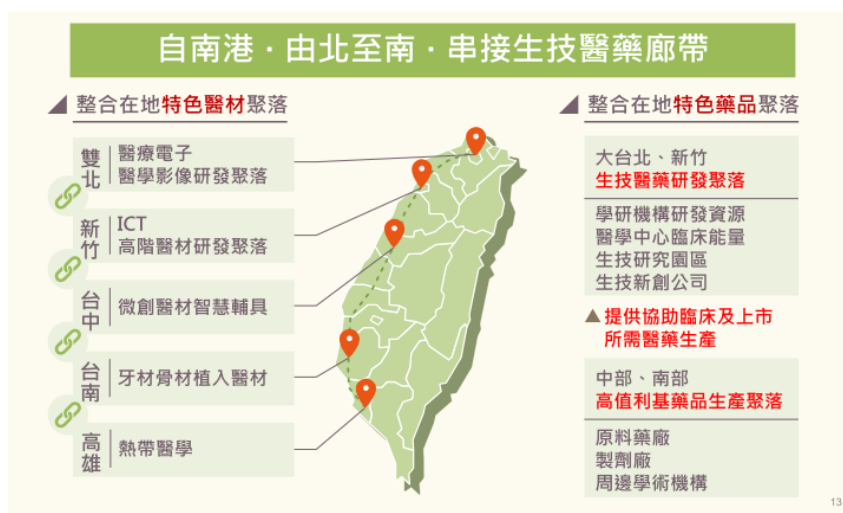 自南港・由北至南・串接生技醫藥廊帶
整合在地特色醫材聚落
雙北
醫療電子
醫學影像研發聚落
新竹
ICT
高階醫材研發聚落
台中
微創醫材智慧輔具
台南
牙材骨材植入醫材
高雄
熱帶醫學
整合在地特色藥品聚落
大台北、新竹
生技醫藥研發聚落
學研機構研發資源
醫學中心臨床能量
生技研究園區
生技新創公司
▲提供協助臨床及上市
所需醫藥生產
中部、南部
高值利基藥品生產聚落
原料藥廠
製劑廠
周邊學術機構
13